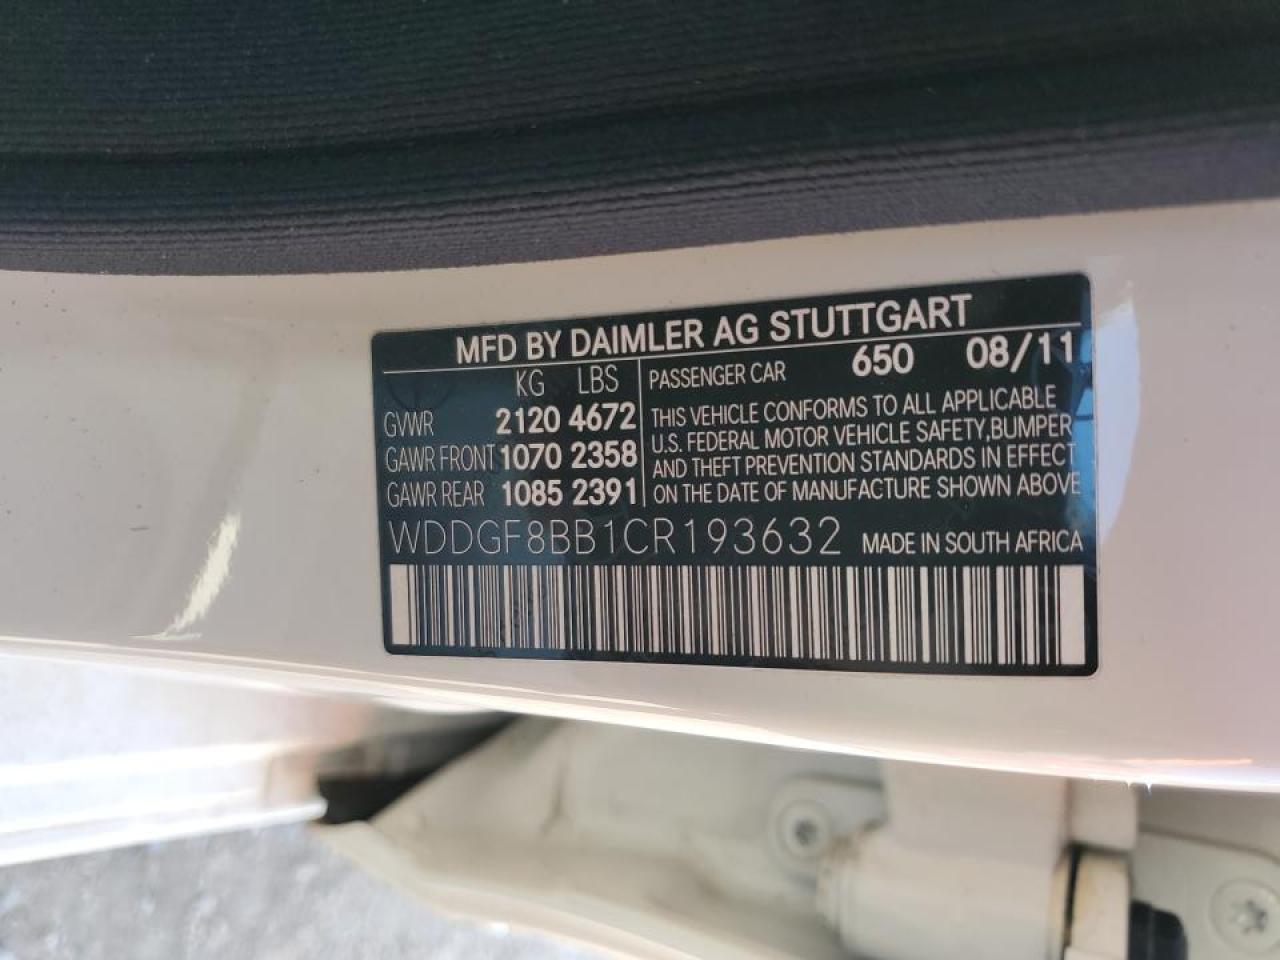 MFD BY DAIMLER AG STUTTGART
KG LBS
GVWR 2120 4672
GAWR FRONT 1070 2358
GAWR REAR 1085 2391
PASSENGER CAR 650 08/11
THIS VEHICLE CONFORMS TO ALL APPLICABLE
U.S. FEDERAL MOTOR VEHICLE SAFETY,BUMPER
AND THEFT PREVENTION STANDARDS IN EFFECT
ON THE DATE OF MANUFACTURE SHOWN ABOVE
WDDGF8BB1CR193632 MADE IN SOUTH AFRICA